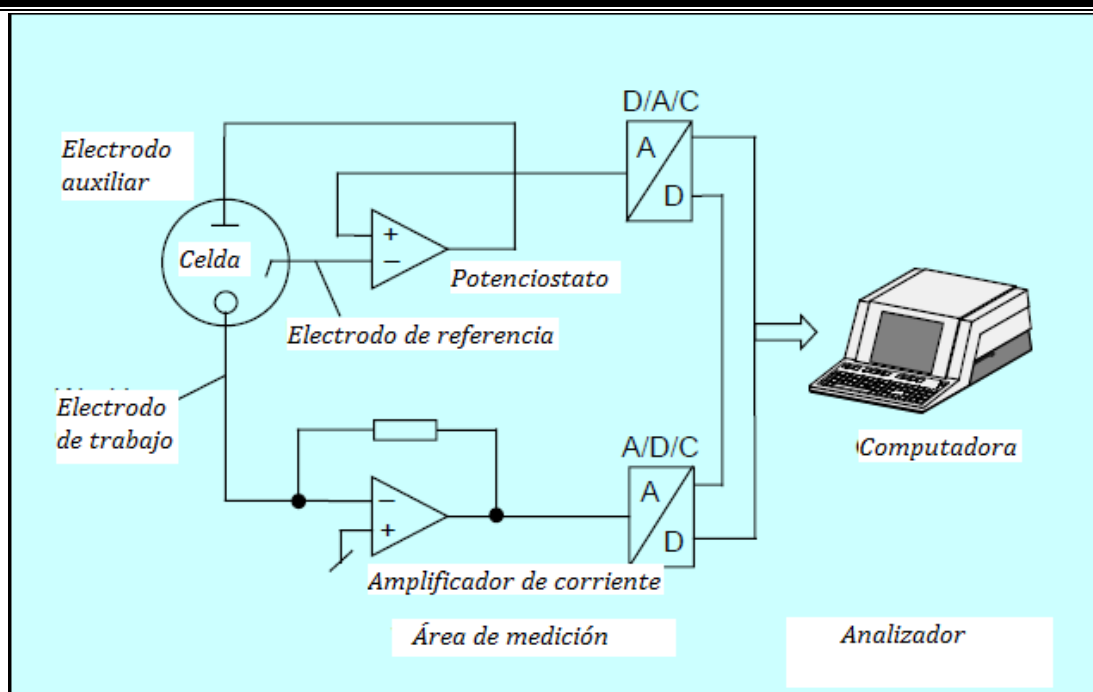 D/A/C
Electrodo
auxiliar
A
D
+
−
Celda
Potenciostato
Electrodo de referencia
Electrodo
de trabajo
A/D/C
Computadora
A
−
+
D
Amplificador de corriente
Área de medición
Analizador